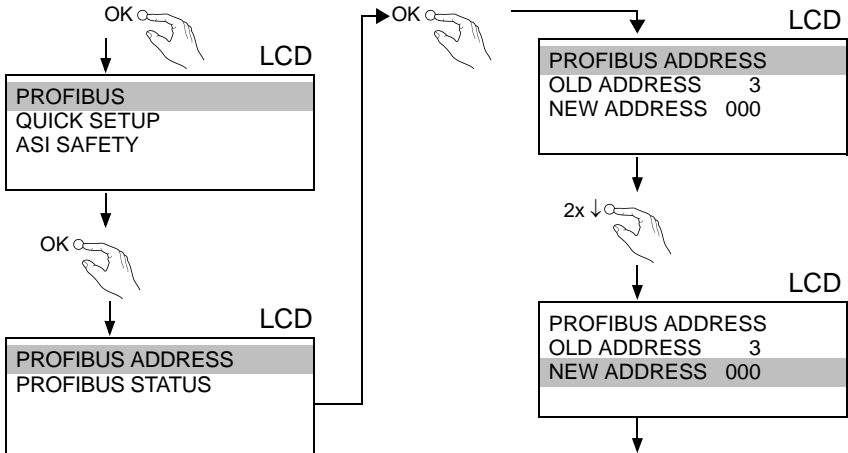 OK
LCD
PROFIBUS
QUICK SETUP
ASI SAFETY
OK
LCD
PROFIBUS ADDRESS
PROFIBUS STATUS
OK
LCD
PROFIBUS ADDRESS
OLD ADDRESS 3
NEW ADDRESS 000
2x ↓
LCD
PROFIBUS ADDRESS
OLD ADDRESS 3
NEW ADDRESS 000